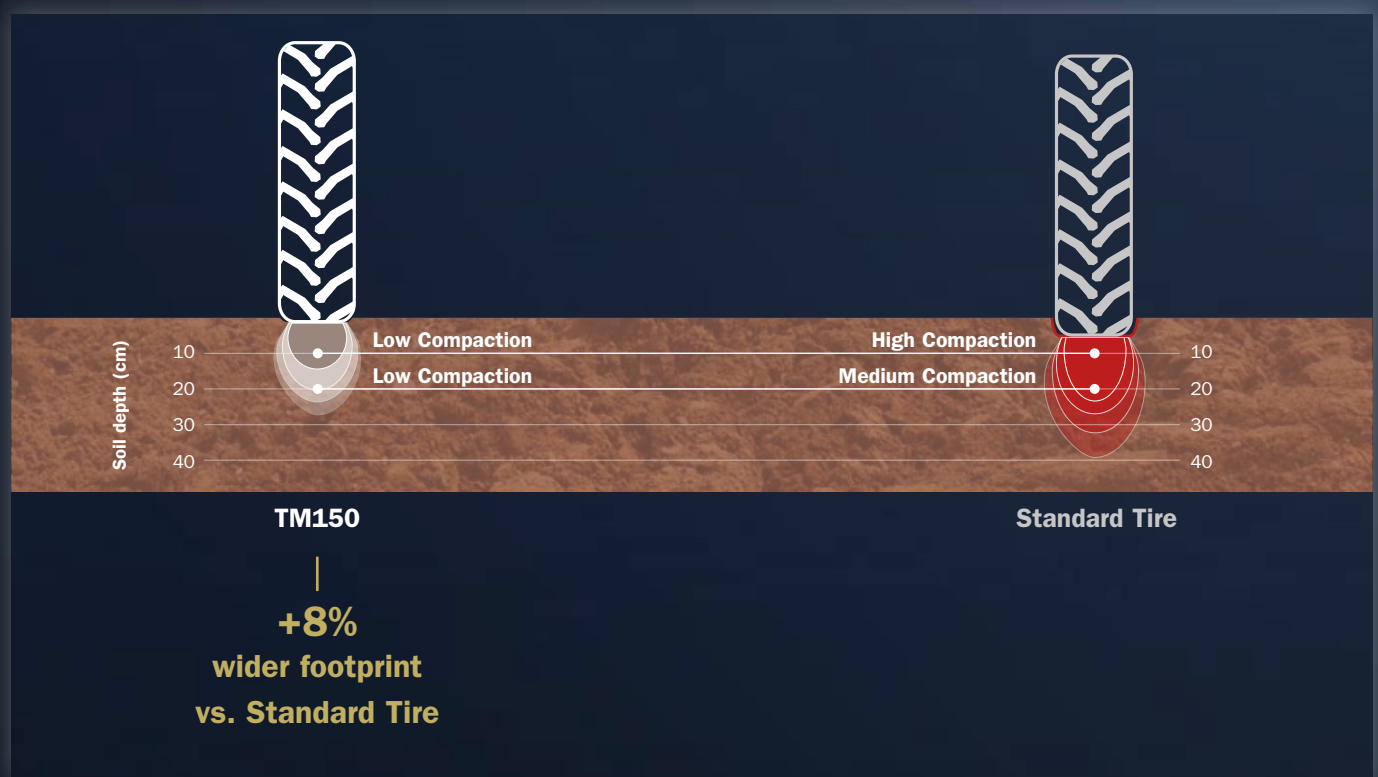 Soil depth (cm)
10
20
30
40
Low Compaction
Low Compaction
High Compaction
Medium Compaction
10
20
30
40
TM150
Standard Tire
+8%
wider footprint
vs. Standard Tire